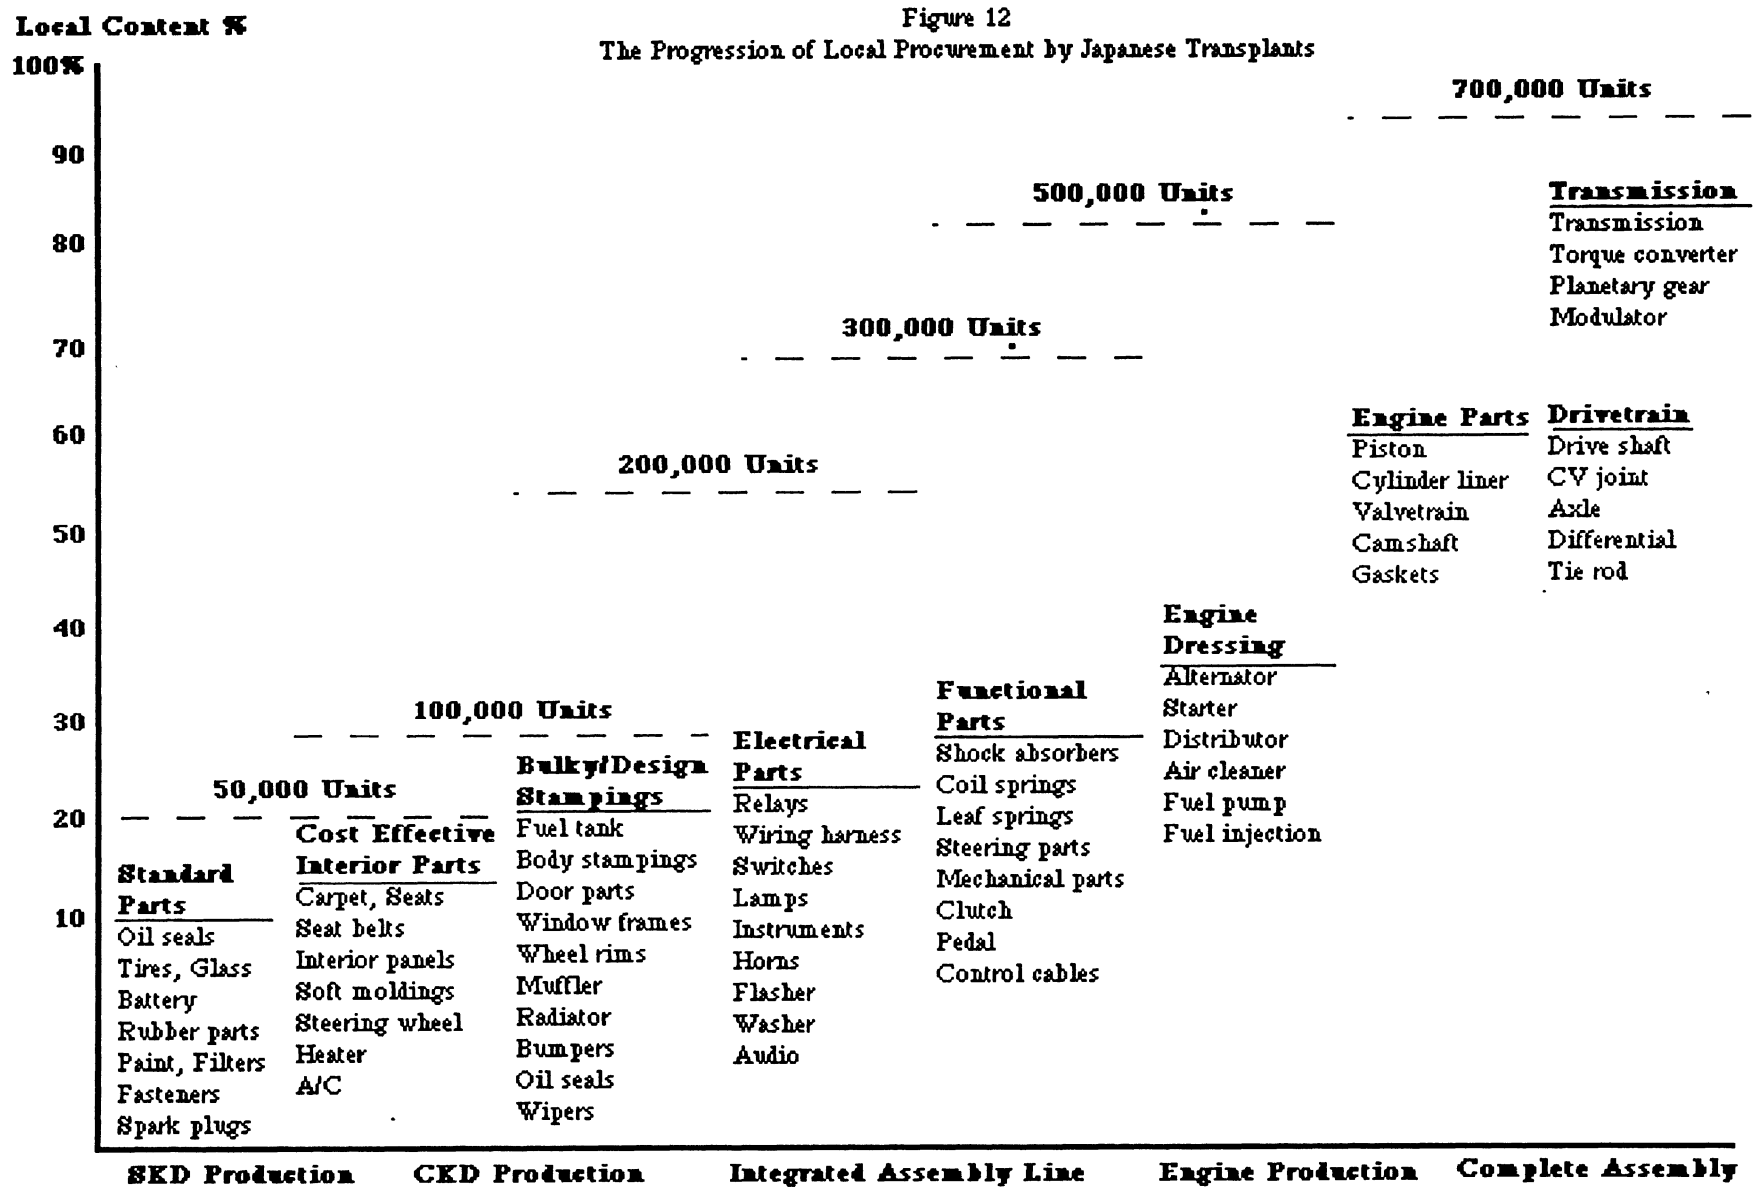 Figure 12
The Progression of Local Procurement by Japanese Transplants
Local Content %
100%
90
80
70
60
50
40
30
20
10
700,000 Units
500,000 Units
300,000 Units
200,000 Units
100,000 Units
50,000 Units
Standard
Parts
Oil seals
Tires, Glass
Battery
Rubber parts
Paint, Filters
Fasteners
Spark plugs
Cost Effective
Interior Parts
Carpet, Seats
Seat belts
Interior panels
Soft moldings
Steering wheel
Heater
A/C
Bulky/Design
Stampings
Fuel tank
Body stampings
Door parts
Window frames
Wheel rims
Muffler
Radiator
Bumpers
Oil seals
Wipers
Electrical
Parts
Relays
Wiring harness
Switches
Lamps
Instruments
Horns
Flasher
Washer
Audio
Functional
Parts
Shock absorbers
Coil springs
Leaf springs
Steering parts
Mechanical parts
Clutch
Pedal
Control cables
Engine
Dressing
Alternator
Starter
Distributor
Air cleaner
Fuel pump
Fuel injection
Engine Parts
Piston
Cylinder liner
Valvetrain
Camshaft
Gaskets
Transmission
Transmission
Torque converter
Planetary gear
Modulator
Drivetrain
Drive shaft
CV joint
Axle
Differential
Tie rod
SKD Production
CKD Production
Integrated Assembly Line
Engine Production
Complete Assembly